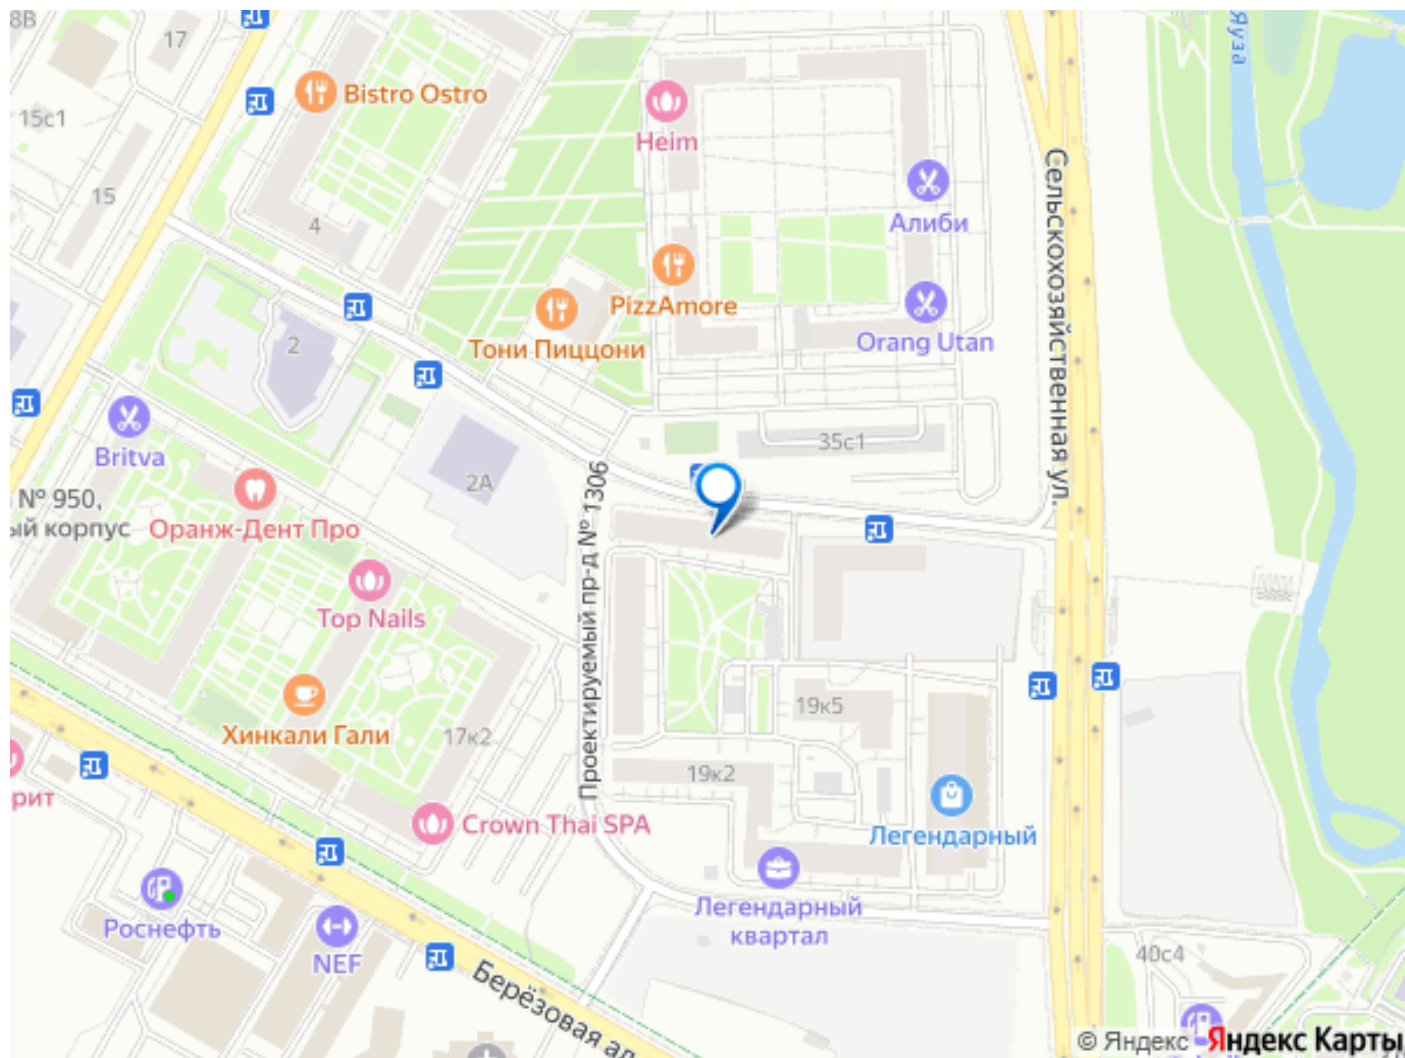 8В
17
Bistro Ostro
15с1
Heim
Яуза
15
Алиби
4
PizzAmore
Orang Utan
Тони Пиццони
2
Сельскохозяйственная ул.
35с1
Britva
2А
№ 950,
ый корпус
Оранж-Дент Про
Проектируемый пр-д № 1306
Top Nails
Хинкали Гали
17к2
19к5
19к2
рит
Crown Thai SPA
Легендарный
Легендарный
квартал
Роснефть
NEF
Берёзовая ал
40с4
© Яндекс Яндекс Карты